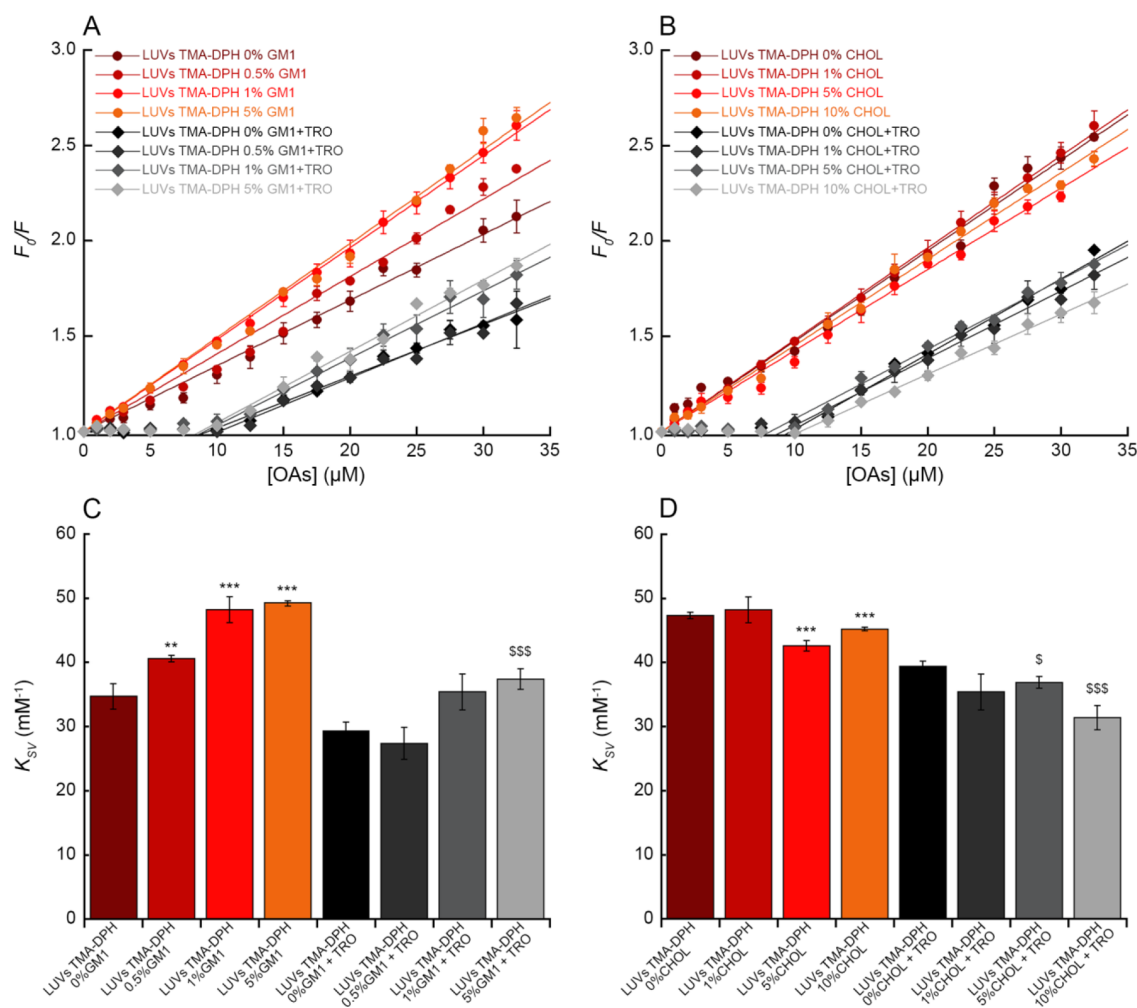 A
3.0
2.5
2.0
1.5
1.0
F0/F
LUVs TMA-DPH 0% GM1
LUVs TMA-DPH 0.5% GM1
LUVs TMA-DPH 1% GM1
LUVs TMA-DPH 5% GM1
LUVs TMA-DPH 0% GM1+TRO
LUVs TMA-DPH 0.5% GM1+TRO
LUVs TMA-DPH 1% GM1+TRO
LUVs TMA-DPH 5% GM1+TRO
0 5 10 15 20 25 30 35
[OAs] (µM)
B
3.0
2.5
2.0
1.5
1.0
F0/F
LUVs TMA-DPH 0% CHOL
LUVs TMA-DPH 1% CHOL
LUVs TMA-DPH 5% CHOL
LUVs TMA-DPH 10% CHOL
LUVs TMA-DPH 0% CHOL+TRO
LUVs TMA-DPH 1% CHOL+TRO
LUVs TMA-DPH 5% CHOL+TRO
LUVs TMA-DPH 10% CHOL+TRO
0 5 10 15 20 25 30 35
[OAs] (µM)
C
60
50
40
30
20
10
0
KSV (mM-1)
**
***
***
$$$
LUVs TMA-DPH
0%GM1
LUVs TMA-DPH
0.5%GM1
LUVs TMA-DPH
1%GM1
LUVs TMA-DPH
5%GM1
LUVs TMA-DPH
0%GM1 + TRO
LUVs TMA-DPH
0.5%GM1 + TRO
LUVs TMA-DPH
1%GM1 + TRO
LUVs TMA-DPH
5%GM1 + TRO
D
60
50
40
30
20
10
0
KSV (mM-1)
***
***
$
$$$
LUVs TMA-DPH
0%CHOL
LUVs TMA-DPH
1%CHOL
LUVs TMA-DPH
5%CHOL
LUVs TMA-DPH
10%CHOL
LUVs TMA-DPH
0%CHOL + TRO
LUVs TMA-DPH
1%CHOL + TRO
LUVs TMA-DPH
5%CHOL + TRO
LUVs TMA-DPH
10%CHOL + TRO